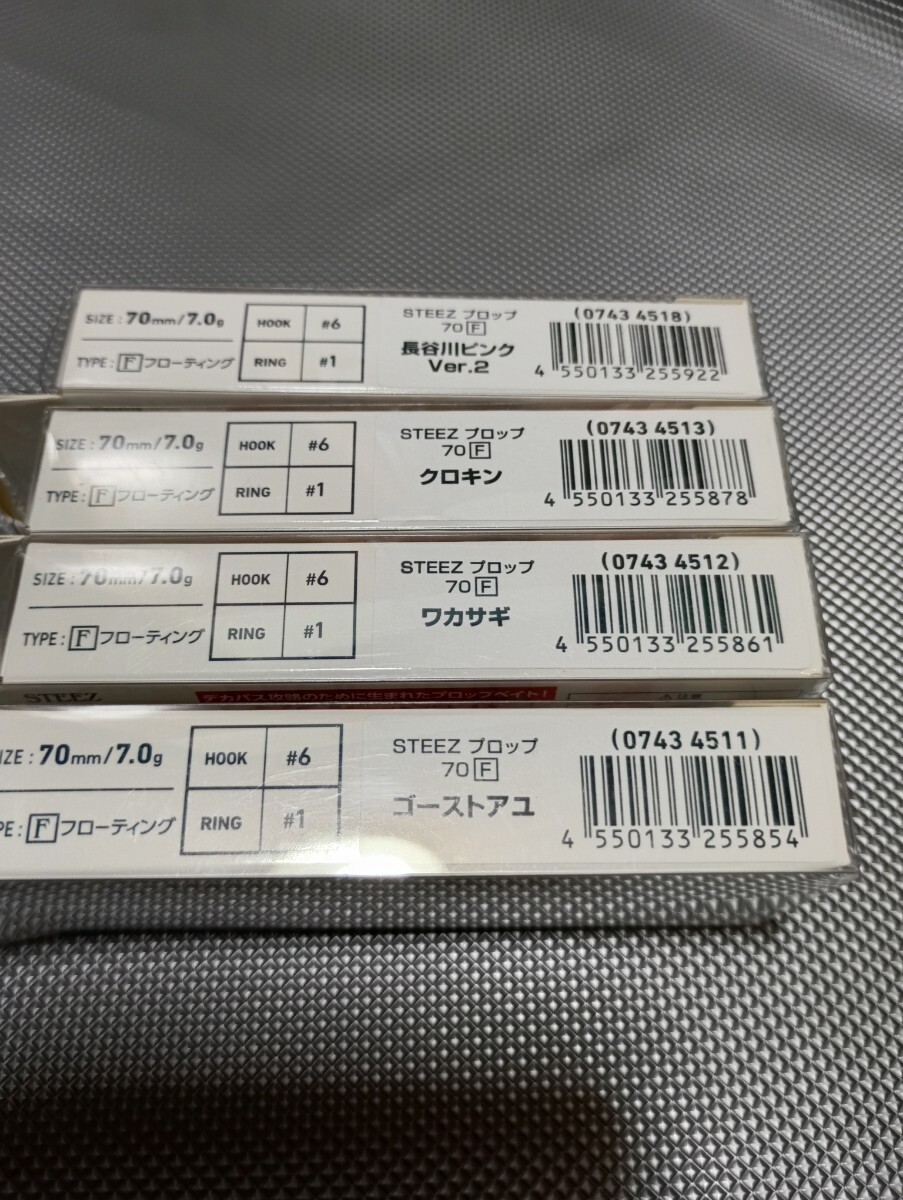 SIZE : 70mm/7.0g
TYPE : F フローティング
HOOK #6
RING #1
STEEZ プロップ
70 F
長谷川ピンク
Ver.2
(0743 4518)
4 550133 255922
SIZE : 70mm/7.0g
TYPE : F フローティング
HOOK #6
RING #1
STEEZ プロップ
70 F
クロキン
(0743 4513)
4 550133 255878
SIZE : 70mm/7.0g
TYPE : F フローティング
HOOK #6
RING #1
STEEZ プロップ
70 F
ワカサギ
(0743 4512)
4 550133 255861
STEEZ
デカバス攻略のために生まれたプロップベイト!
⚠注意
IZE : 70mm/7.0g
PE : F フローティング
HOOK #6
RING #1
STEEZ プロップ
70 F
ゴーストアユ
(0743 4511)
4 550133 255854